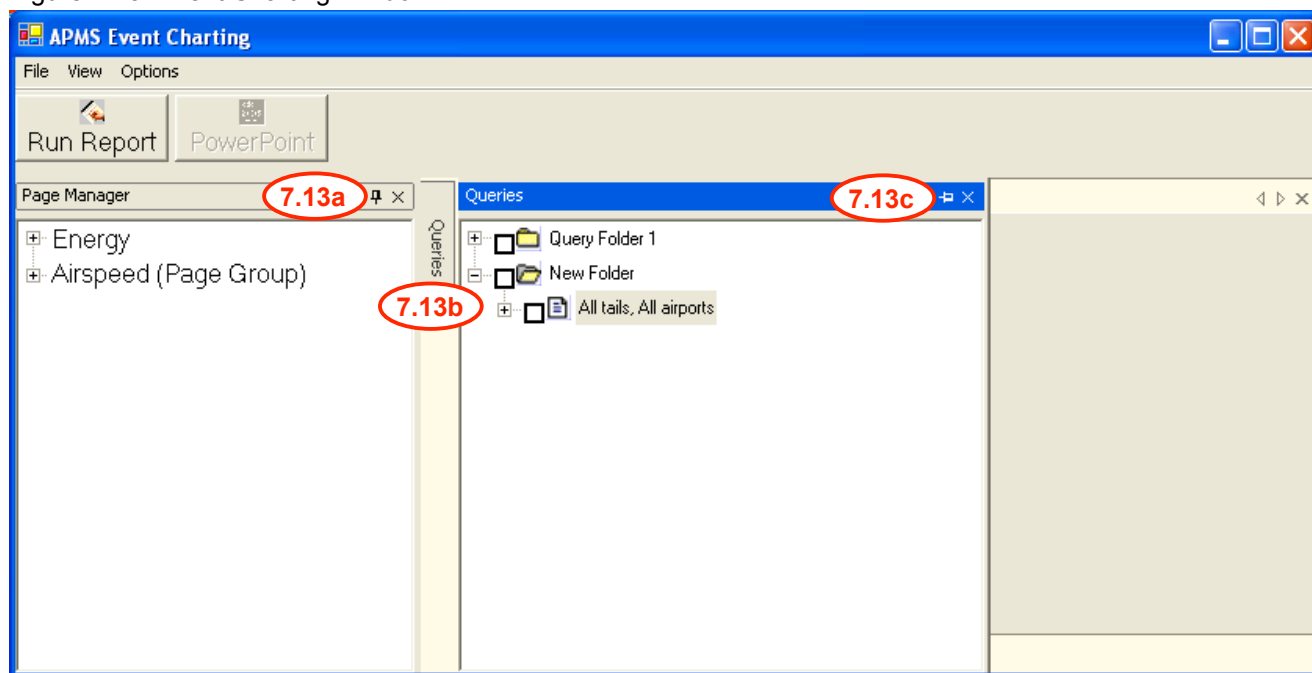 APMS Event Charting
File View Options
Run Report PowerPoint
Page Manager 7.13a
Queries 7.13c
Queries
Energy
Airspeed (Page Group)
Query Folder 1
New Folder
7.13b
All tails, All airports